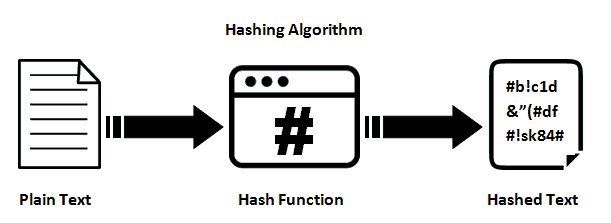 Hashing Algorithm
#
#b!c1d
&”(#df
#!sk84#
Plain Text
Hash Function
Hashed Text